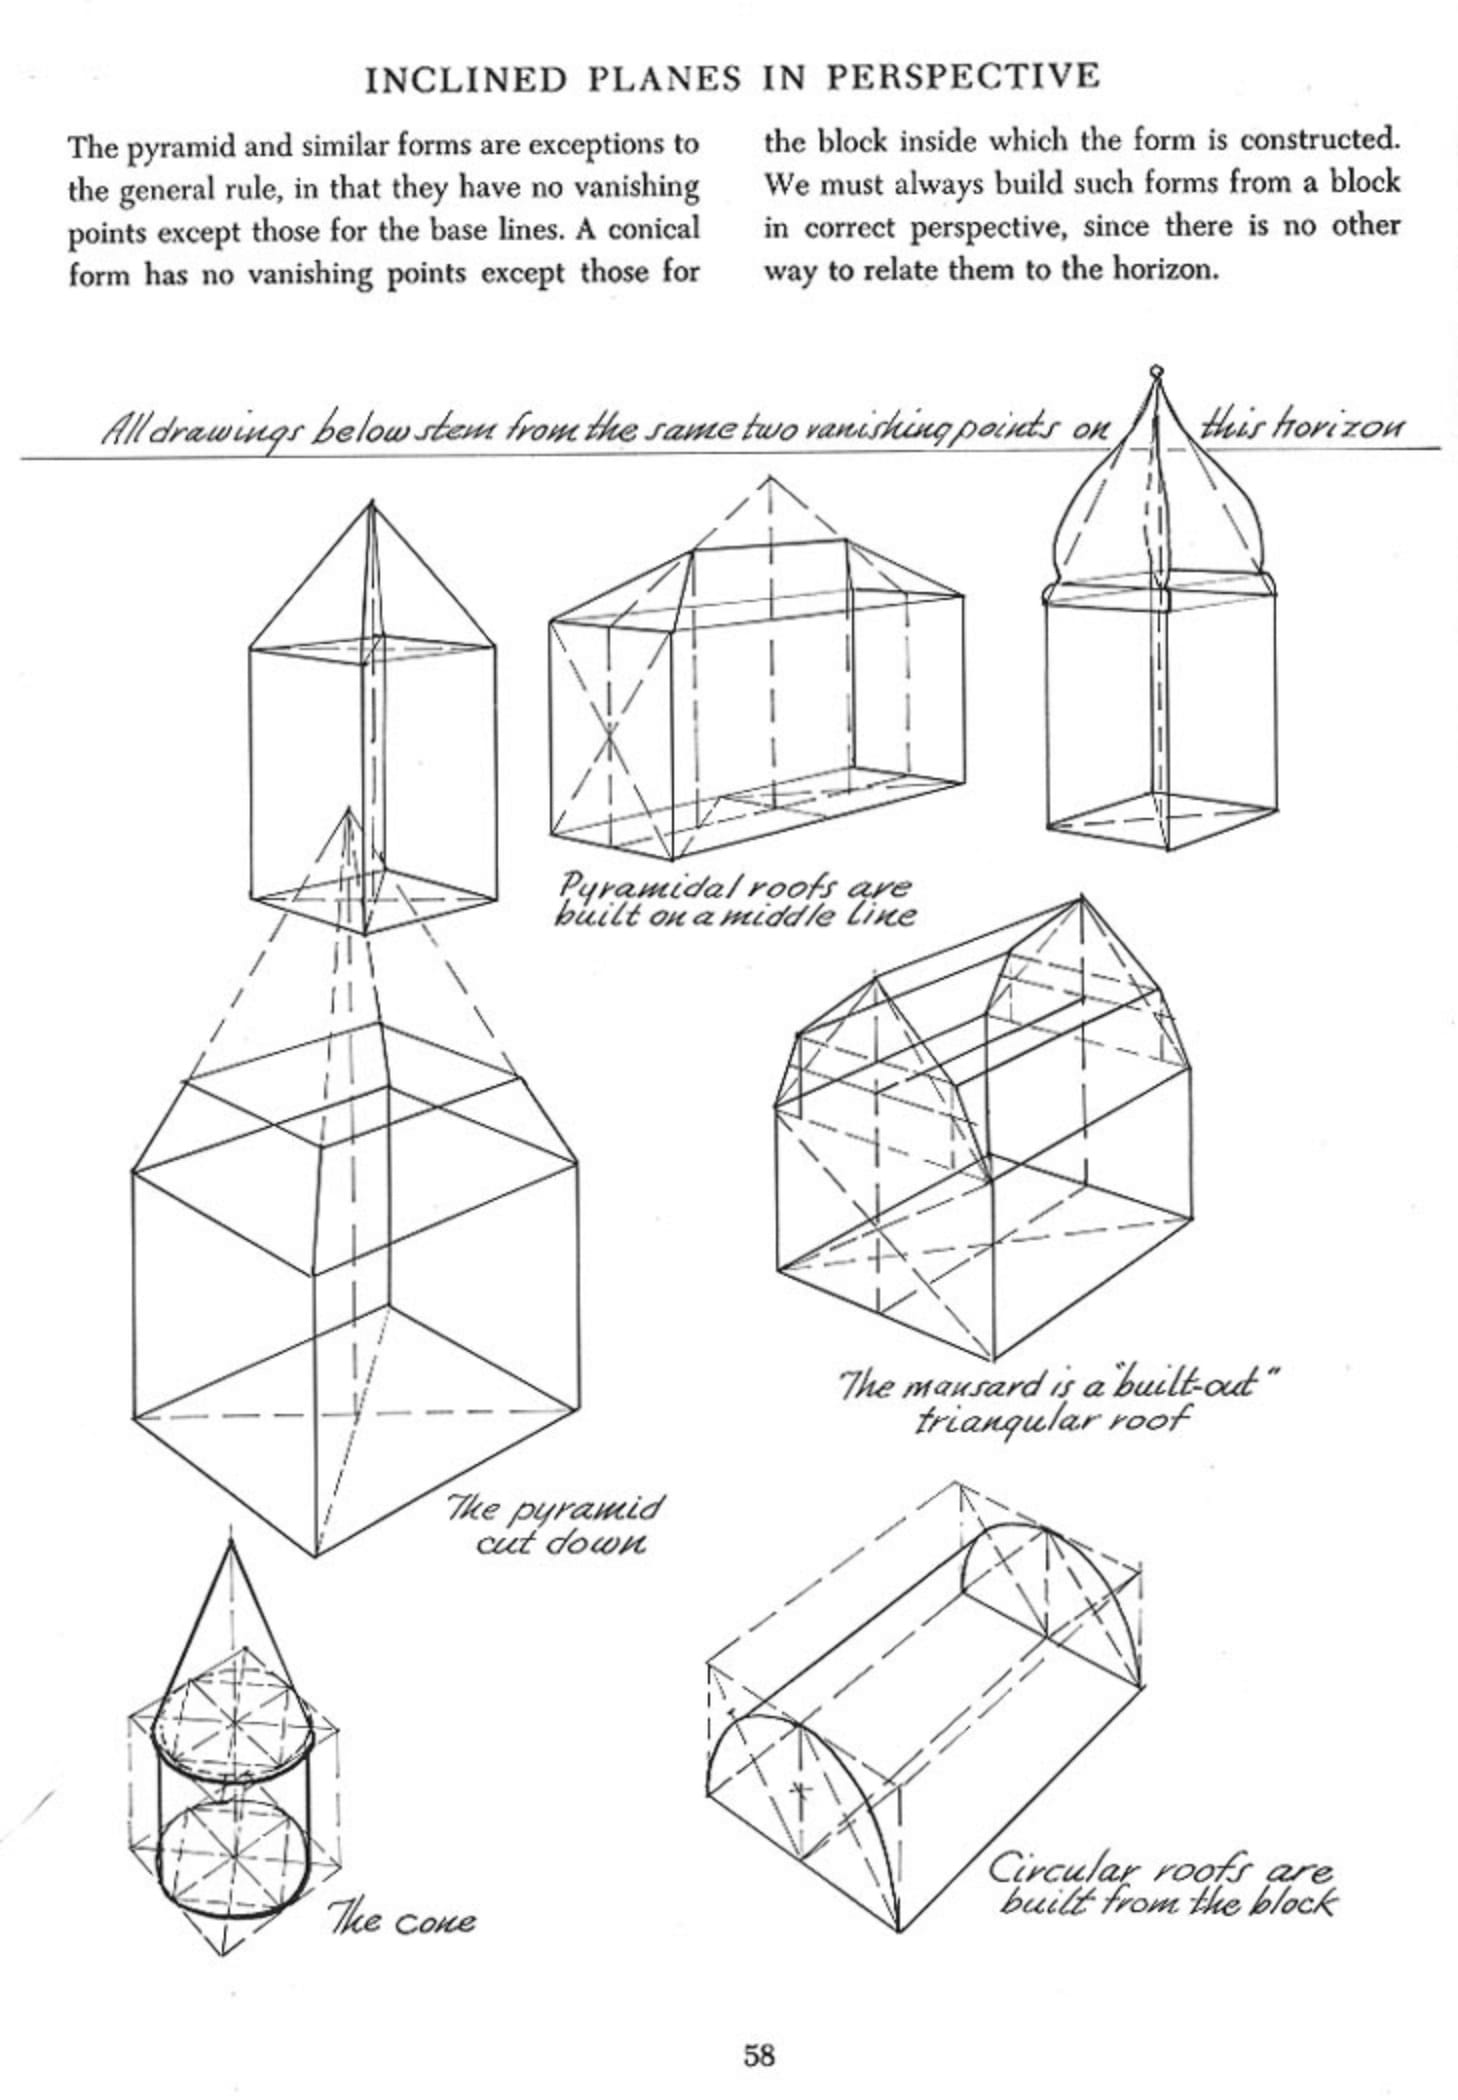 INCLINED PLANES IN PERSPECTIVE
The pyramid and similar forms are exceptions to
the general rule, in that they have no vanishing
points except those for the base lines. A conical
form has no vanishing points except those for
the block inside which the form is constructed.
We must always build such forms from a block
in correct perspective, since there is no other
way to relate them to the horizon.
All drawings below stem from the same two vanishing points on this horizon
Pyramidal roofs are
built on a middle line
The mansard is a "built-out"
triangular roof
The pyramid
cut down
The cone
Circular roofs are
built from the block
58